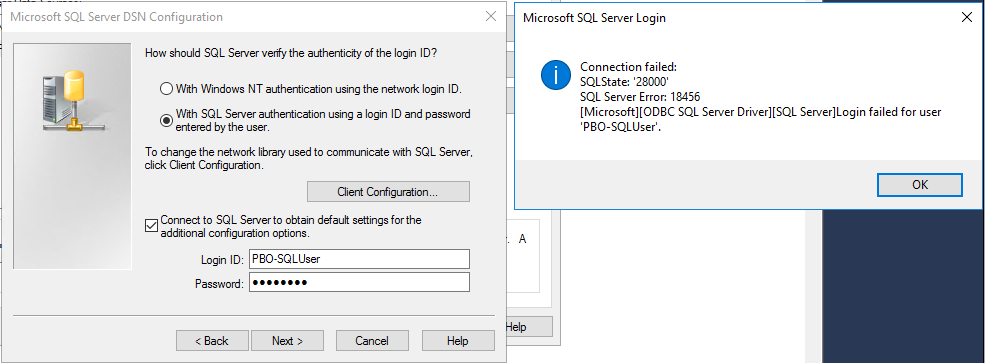 Microsoft SQL Server DSN Configuration
How should SQL Server verify the authenticity of the login ID?
With Windows NT authentication using the network login ID.
With SQL Server authentication using a login ID and password
entered by the user.
To change the network library used to communicate with SQL Server,
click Client Configuration.
Client Configuration...
Connect to SQL Server to obtain default settings for the
additional configuration options.
Login ID:
PBO-SQLUser
Password:
●●●●●●●●
< Back
Next >
Cancel
Help
Microsoft SQL Server Login
Connection failed:
SQLState: '28000'
SQL Server Error: 18456
[Microsoft][ODBC SQL Server Driver][SQL Server]Login failed for user
'PBO-SQLUser'.
OK
A
Help